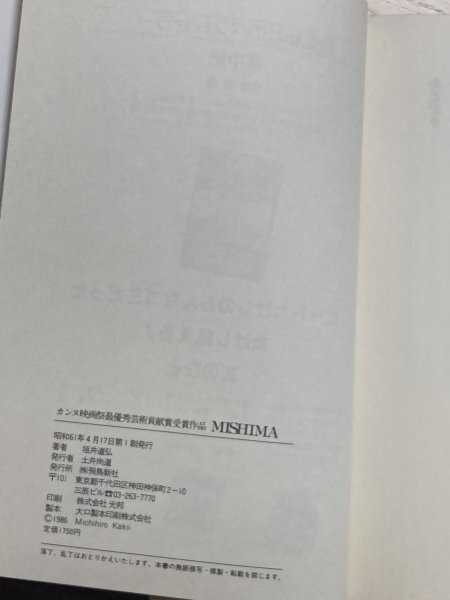 カンヌ映画祭最優秀芸術貢献賞受賞作品 MISHIMA
昭和61年4月17日第1刷発行
著者 垣井道弘
発行者 土井尚道
発行所 ㈱飛鳥新社
〒101 東京都千代田区神田神保町2-10
三辰ビル☎03-263-7770
印刷 株式会社 光邦
製本 大口製本印刷株式会社
©1986 Michihiro Kakii
定価1750円
落丁、乱丁はおとりかえいたします。本書の無断複写・複製・転載を禁じます。